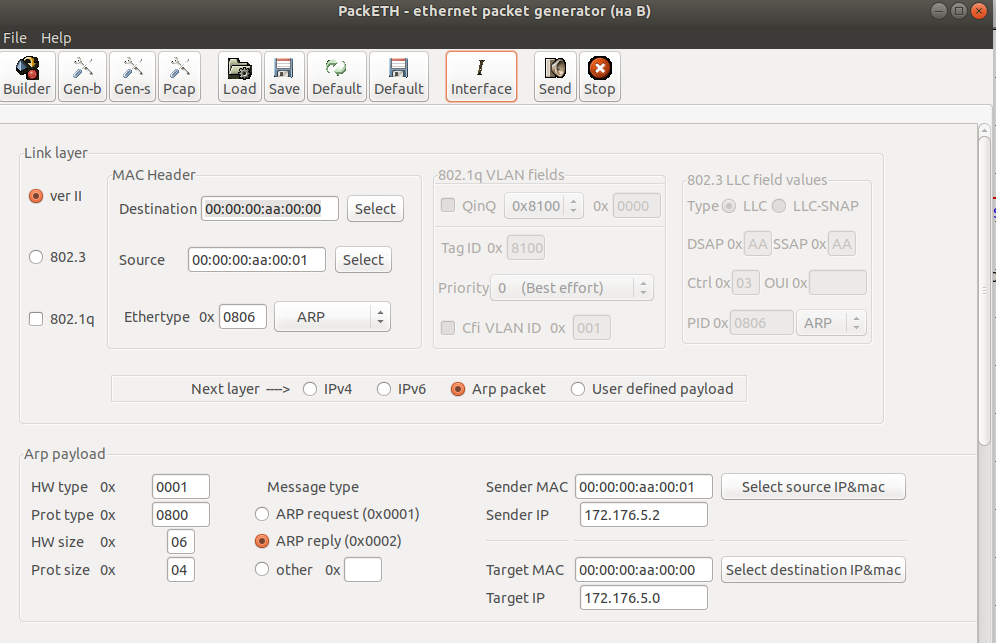 PackETH - ethernet packet generator (на B)
File Help
Builder Gen-b Gen-s Pcap Load Save Default Default Interface Send Stop
Link layer
ver II
802.3
802.1q
MAC Header
Destination 00:00:00:aa:00:00 Select
Source 00:00:00:aa:00:01 Select
Ethertype 0x 0806 ARP
802.1q VLAN fields
QinQ 0x8100 0x 0000
Tag ID 0x 8100
Priority 0 (Best effort)
Cfi VLAN ID 0x 001
802.3 LLC field values
Type LLC LLC-SNAP
DSAP 0x AA SSAP 0x AA
Ctrl 0x 03 OUI 0x
PID 0x 0806 ARP
Next layer ----> IPv4 IPv6 Arp packet User defined payload
Arp payload
HW type 0x 0001
Prot type 0x 0800
HW size 0x 06
Prot size 0x 04
Message type
ARP request (0x0001)
ARP reply (0x0002)
other 0x
Sender MAC 00:00:00:aa:00:01 Select source IP&mac
Sender IP 172.176.5.2
Target MAC 00:00:00:aa:00:00 Select destination IP&mac
Target IP 172.176.5.0